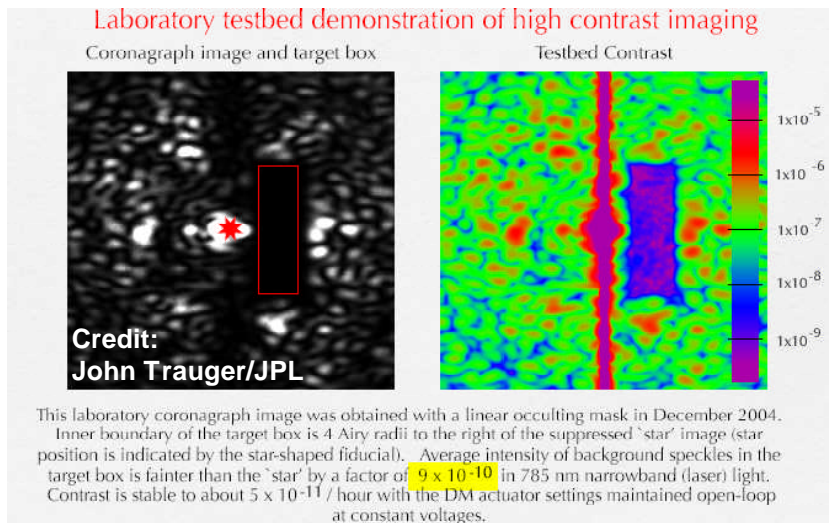 Laboratory testbed demonstration of high contrast imaging
Coronagraph image and target box
Testbed Contrast
1x10-5
1x10-6
1x10-7
1x10-8
1x10-9
Credit:
John Trauger/JPL
This laboratory coronagraph image was obtained with a linear occulting mask in December 2004.
Inner boundary of the target box is 4 Airy radii to the right of the suppressed `star' image (star
position is indicated by the star-shaped fiducial). Average intensity of background speckles in the
target box is fainter than the `star' by a factor of 9 x 10-10 in 785 nm narrowband (laser) light.
Contrast is stable to about 5 x 10-11 / hour with the DM actuator settings maintained open-loop
at constant voltages.